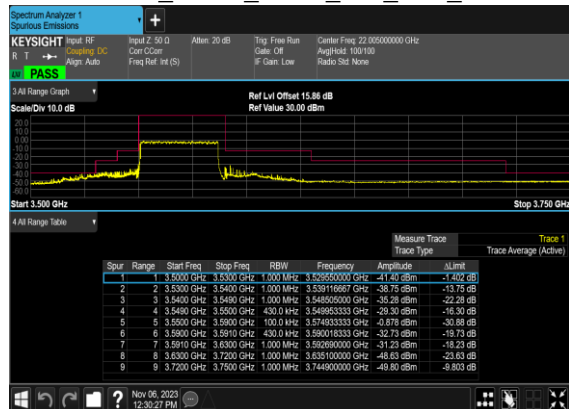 Spectrum Analyzer 1
Spurious Emissions
+
KEYSIGHT Input: RF Input Z: 50 Ω Atten: 20 dB Trig: Free Run Center Freq: 22.005000000 GHz
R T Coupling: DC Corr CCorr Gate: Off Avg|Hold: 100/100
Align: Auto Freq Ref: Int (S) IF Gain: Low Radio Std: None
PASS
3 All Range Graph
Scale/Div 10.0 dB
Ref Lvl Offset 15.86 dB
Ref Value 30.00 dBm
20.0
10.0
0.00
-10.0
-20.0
-30.0
-40.0
-50.0
-60.0
Start 3.500 GHz Stop 3.750 GHz
4 All Range Table
Measure Trace Trace 1
Trace Type Trace Average (Active)
Spur Range Start Freq Stop Freq RBW Frequency Amplitude ΔLimit
1 1 3.5000 GHz 3.5300 GHz 1.000 MHz 3.529550000 GHz -41.40 dBm -1.402 dB
2 2 3.5300 GHz 3.5400 GHz 1.000 MHz 3.539116667 GHz -38.75 dBm -13.75 dB
3 3 3.5400 GHz 3.5490 GHz 1.000 MHz 3.548505000 GHz -35.28 dBm -22.28 dB
4 4 3.5490 GHz 3.5500 GHz 430.0 kHz 3.549953333 GHz -29.30 dBm -16.30 dB
5 5 3.5500 GHz 3.5900 GHz 100.0 kHz 3.574933333 GHz -0.878 dBm -30.88 dB
6 6 3.5900 GHz 3.5910 GHz 430.0 kHz 3.590018333 GHz -32.73 dBm -19.73 dB
7 7 3.5910 GHz 3.6300 GHz 1.000 MHz 3.592690000 GHz -31.23 dBm -18.23 dB
8 8 3.6300 GHz 3.7200 GHz 1.000 MHz 3.635100000 GHz -48.63 dBm -23.63 dB
9 9 3.7200 GHz 3.7500 GHz 1.000 MHz 3.744900000 GHz -49.80 dBm -9.803 dB
?
Nov 06, 2023
12:30:27 PM